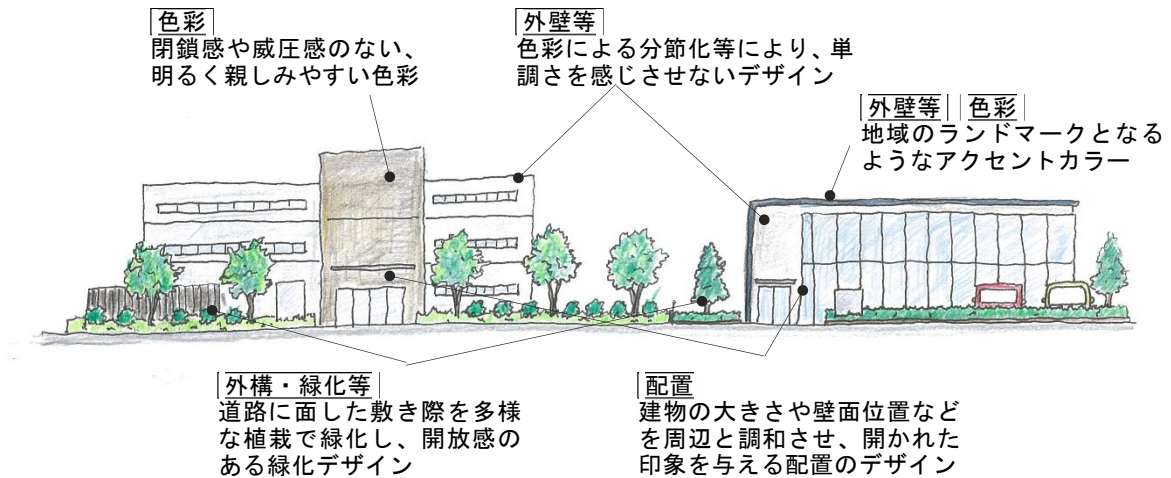 色彩
閉鎖感や威圧感のない、
明るく親しみやすい色彩
外壁等
色彩による分節化等により、単
調さを感じさせないデザイン
外壁等 色彩
地域のランドマークとなる
ようなアクセントカラー
外構・緑化等
道路に面した敷き際を多様
な植栽で緑化し、開放感の
ある緑化デザイン
配置
建物の大きさや壁面位置など
を周辺と調和させ、開かれた
印象を与える配置のデザイン